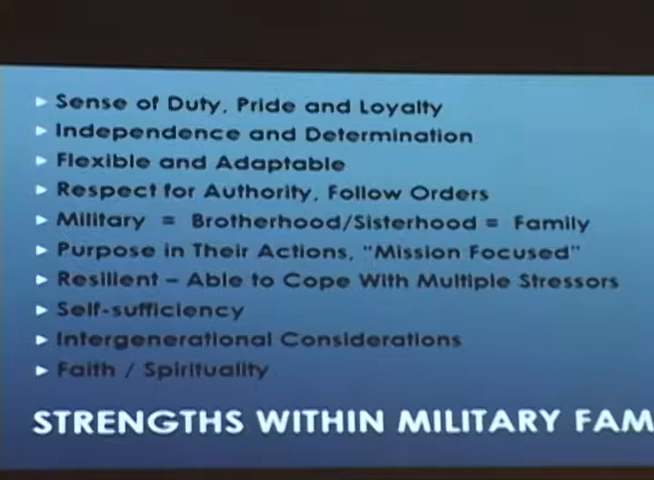 Sense of Duty, Pride and Loyalty
Independence and Determination
Flexible and Adaptable
Respect for Authority, Follow Orders
Military = Brotherhood/Sisterhood = Family
Purpose in Their Actions, "Mission Focused"
Resilient – Able to Cope With Multiple Stressors
Self-sufficiency
Intergenerational Considerations
Faith / Spirituality
STRENGTHS WITHIN MILITARY FAM